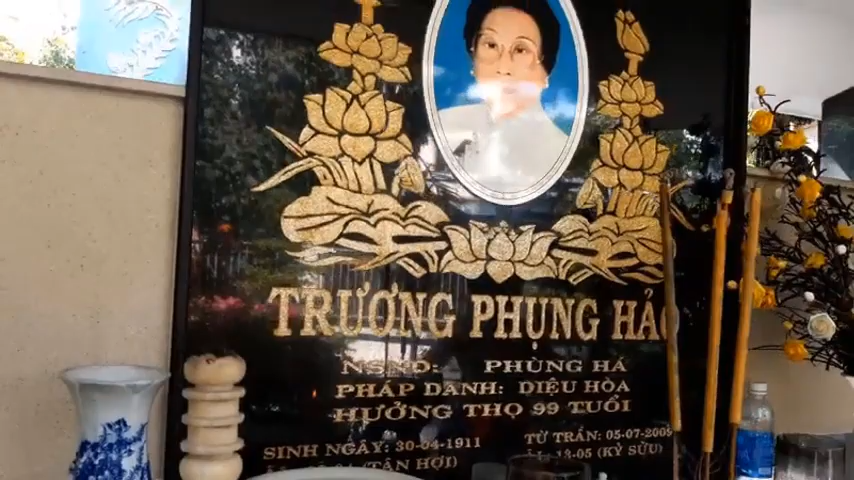 TRƯƠNG PHỤNG HẢO
NSND: PHÙNG HÁ
PHÁP DANH: DIỆU HÒA
HƯỞNG THỌ 99 TUỔI
SINH NGÀY: 30-04-1911 TỪ TRẦN: 05-07-2009
(TÂN HỢI) ÂL: 13-05 (KỶ SỬU)